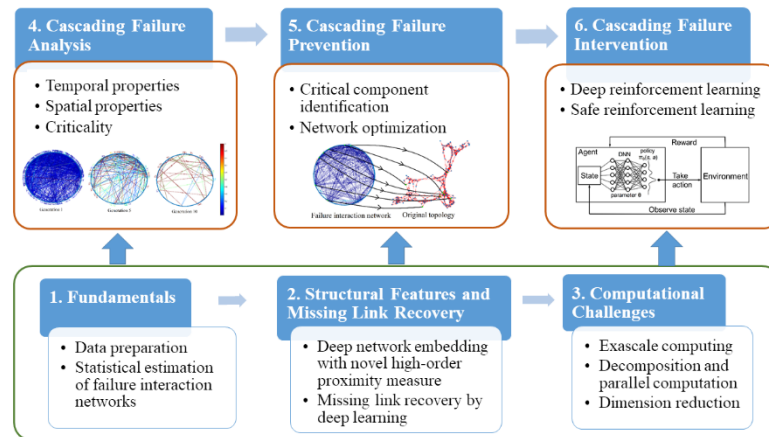 4. Cascading Failure
Analysis
• Temporal properties
• Spatial properties
• Criticality
Generation 1
5. Cascading Failure
Prevention
• Critical component
identification
• Network optimization
Failure interaction network
Original topology
6. Cascading Failure
Intervention
• Deep reinforcement learning
• Safe reinforcement learning
Reward
Agent
DNN
policy
State
Take
action
Environment
parameter θ
Observe state
1. Fundamentals
• Data preparation
• Statistical estimation
of failure interaction
networks
2. Structural Features and
Missing Link Recovery
• Deep network embedding
with novel high-order
proximity measure
• Missing link recovery by
deep learning
3. Computational
Challenges
• Exascale computing
• Decomposition and
parallel computation
• Dimension reduction